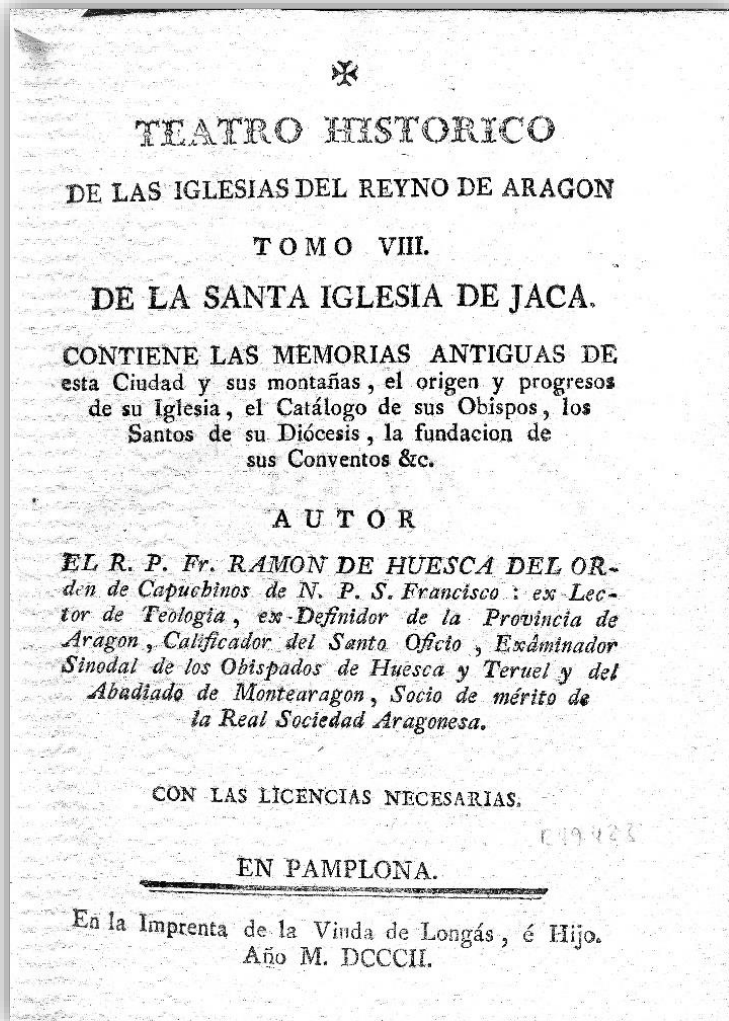 ✠
TEATRO HISTORICO
DE LAS IGLESIAS DEL REYNO DE ARAGON
TOMO VIII.
DE LA SANTA IGLESIA DE JACA.
CONTIENE LAS MEMORIAS ANTIGUAS DE
esta Ciudad y sus montañas, el origen y progresos
de su Iglesia, el Catálogo de sus Obispos, los
Santos de su Diócesis, la fundacion de
sus Conventos &c.
AUTOR
EL R. P. Fr. RAMON DE HUESCA DEL OR-
den de Capuchinos de N. P. S. Francisco : ex-Lec-
tor de Teología, ex-Definidor de la Provincia de
Aragon, Calificador del Santo Oficio, Exâminador
Sinodal de los Obispados de Huesca y Teruel y del
Abadiado de Montearagon, Socio de mérito de
la Real Sociedad Aragonesa.
CON LAS LICENCIAS NECESARIAS.
EN PAMPLONA.
En la Imprenta de la Viuda de Longás, é Hijo.
Año M. DCCCII.